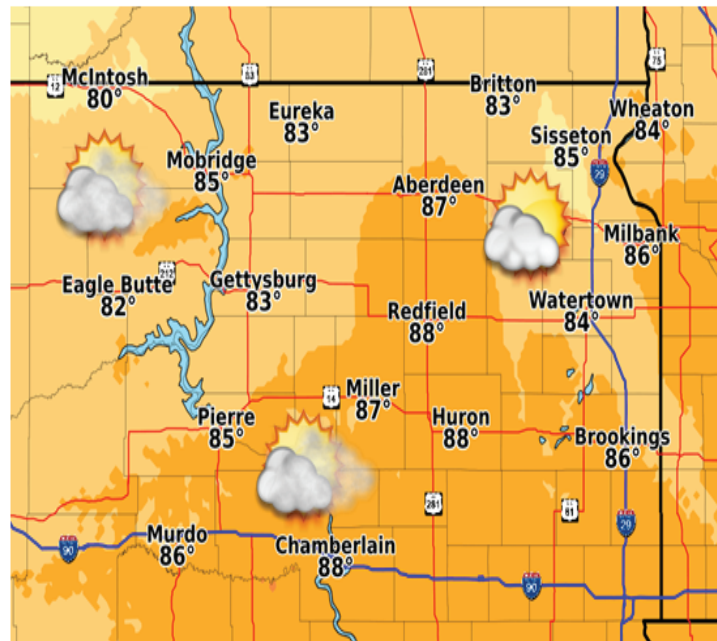 McIntosh
80°
12
83
281
75
Britton
83°
Eureka
83°
Wheaton
84°
Sisseton
85°
Mobridge
85°
29
Aberdeen
87°
Milbank
86°
212
Eagle Butte
82°
Gettysburg
83°
Watertown
84°
Redfield
88°
Miller
87°
14
Pierre
85°
Huron
88°
Brookings
86°
281
81
29
Murdo
86°
90
Chamberlain
88°
90